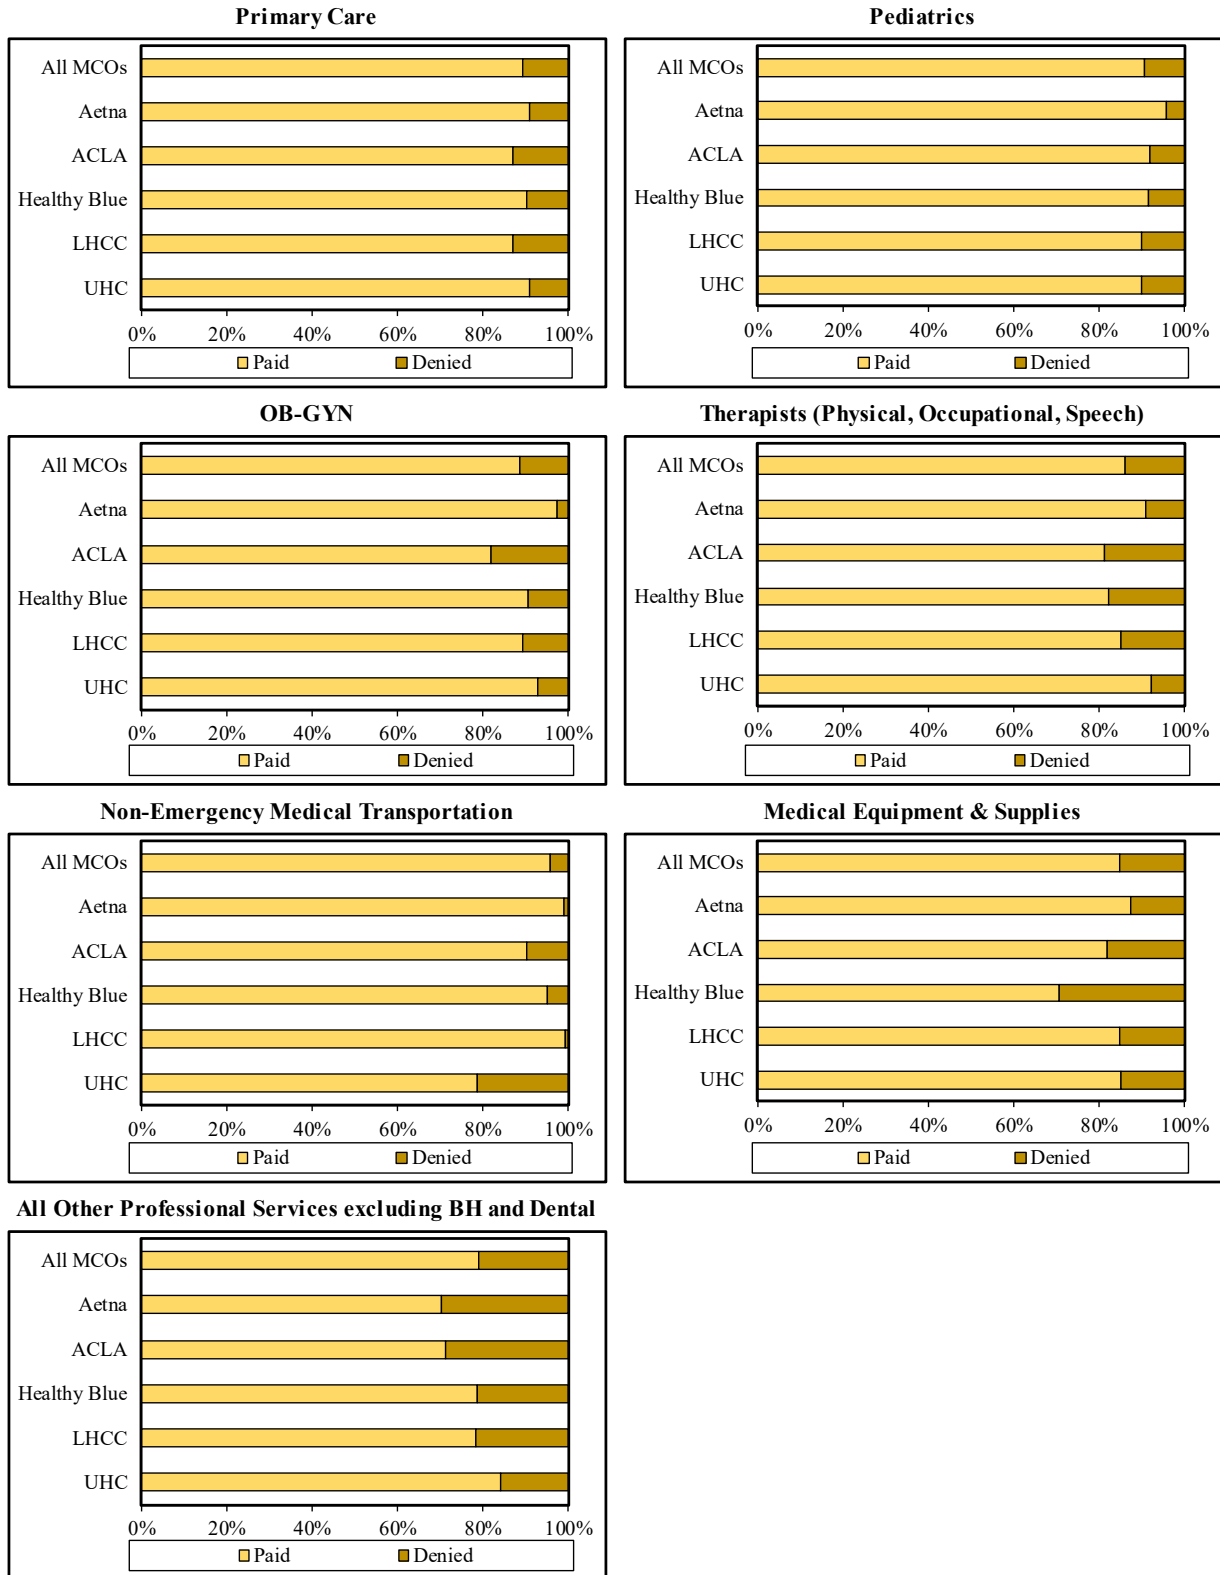 Primary Care
All MCOs
Aetna
ACLA
Healthy Blue
LHCC
UHC
0% 20% 40% 60% 80% 100%
Paid Denied
Pediatrics
All MCOs
Aetna
ACLA
Healthy Blue
LHCC
UHC
0% 20% 40% 60% 80% 100%
Paid Denied
OB-GYN
All MCOs
Aetna
ACLA
Healthy Blue
LHCC
UHC
0% 20% 40% 60% 80% 100%
Paid Denied
Therapists (Physical, Occupational, Speech)
All MCOs
Aetna
ACLA
Healthy Blue
LHCC
UHC
0% 20% 40% 60% 80% 100%
Paid Denied
Non-Emergency Medical Transportation
All MCOs
Aetna
ACLA
Healthy Blue
LHCC
UHC
0% 20% 40% 60% 80% 100%
Paid Denied
Medical Equipment & Supplies
All MCOs
Aetna
ACLA
Healthy Blue
LHCC
UHC
0% 20% 40% 60% 80% 100%
Paid Denied
All Other Professional Services excluding BH and Dental
All MCOs
Aetna
ACLA
Healthy Blue
LHCC
UHC
0% 20% 40% 60% 80% 100%
Paid Denied